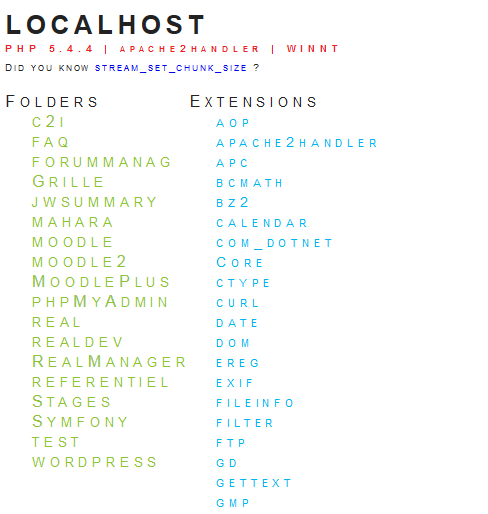 LOCALHOST
PHP 5.4.4 | apache2handler | WINNT
Did you know stream_set_chunk_size ?
Folders
c2i
faq
forummanag
Grille
jwsummary
mahara
moodle
moodle2
MoodlePlus
phpMyAdmin
real
realdev
RealManager
referentiel
Stages
Symfony
test
wordpress
Extensions
aop
apache2handler
apc
bcmath
bz2
calendar
com_dotnet
Core
ctype
curl
date
dom
ereg
exif
fileinfo
filter
ftp
gd
gettext
gmp